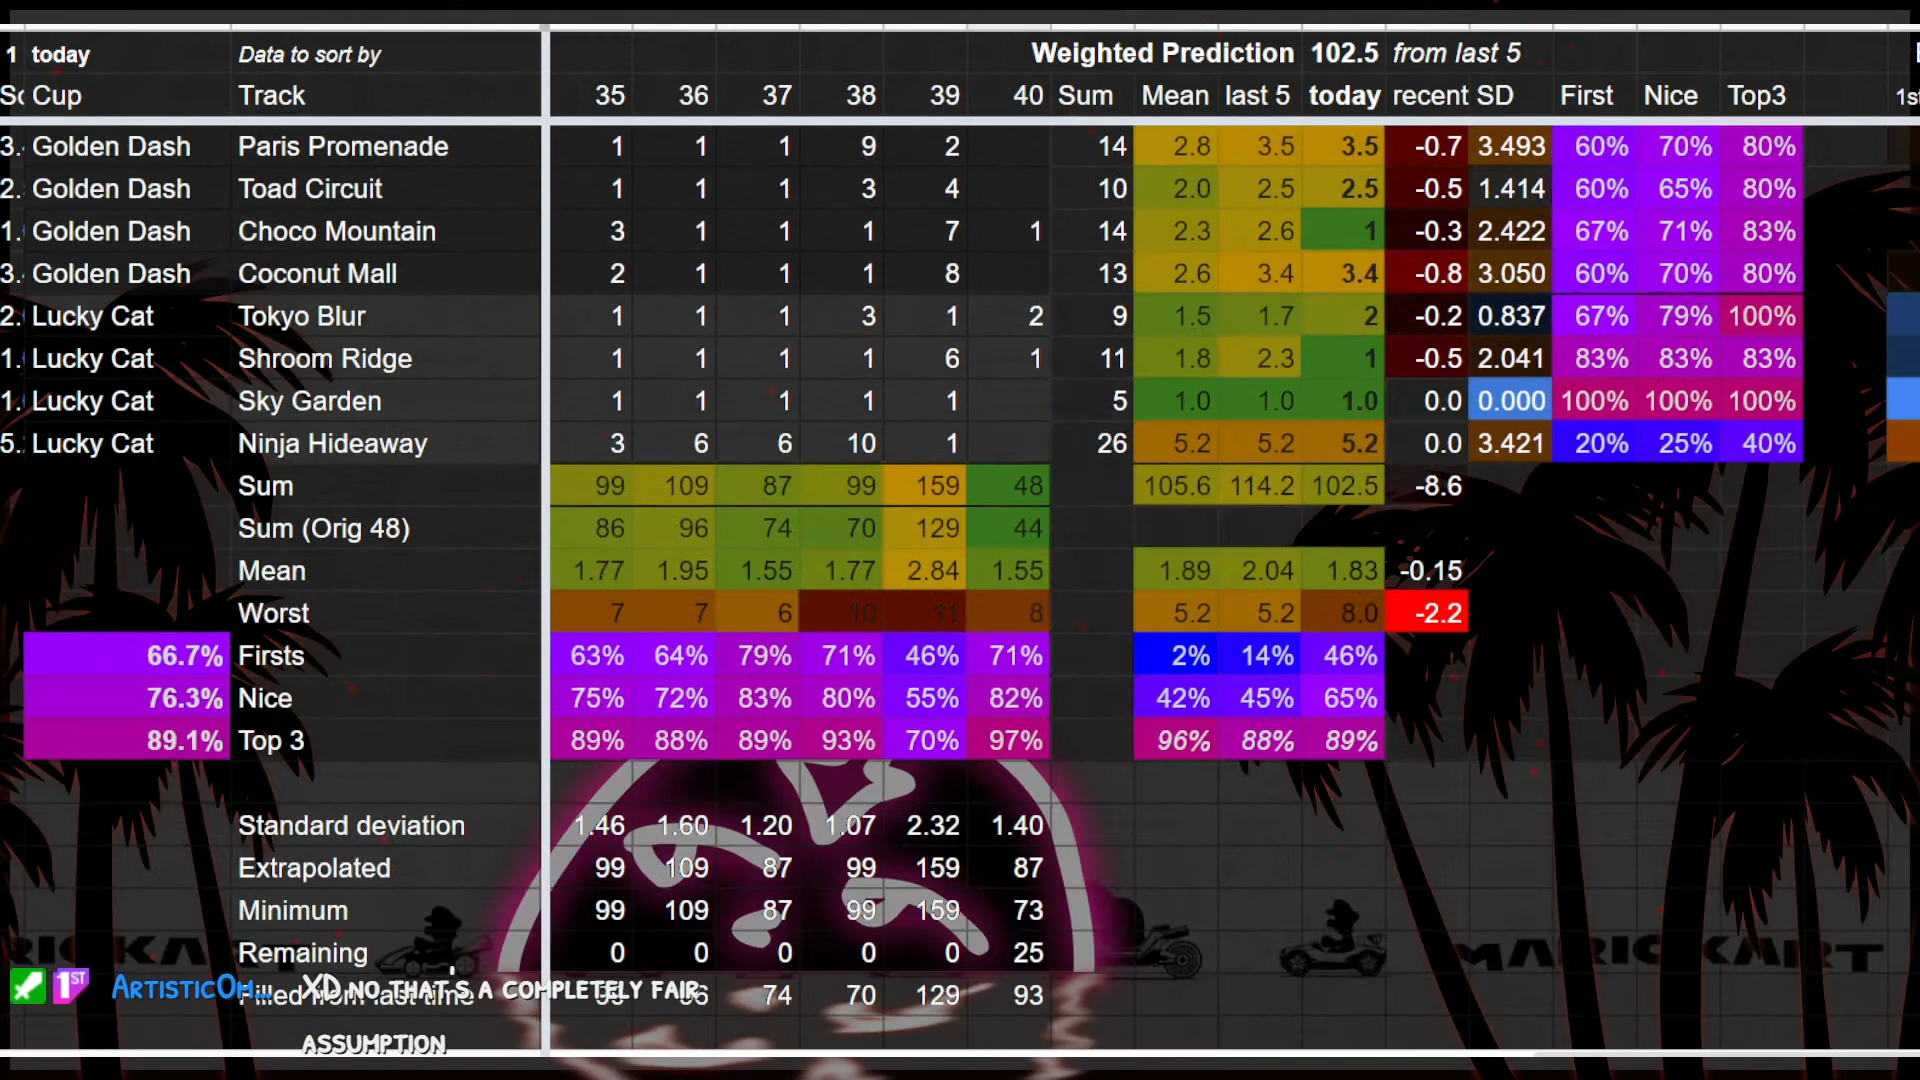 Weighted Prediction 102.5 from last 5
1 today Data to sort by
Cup Track 35 36 37 38 39 40 Sum Mean last 5 today recent SD First Nice Top3
3. Golden Dash Paris Promenade 1 1 1 9 2 14 2.8 3.5 3.5 -0.7 3.493 60% 70% 80%
2. Golden Dash Toad Circuit 1 1 1 3 4 10 2.0 2.5 2.5 -0.5 1.414 60% 65% 80%
1. Golden Dash Choco Mountain 3 1 1 1 7 1 14 2.3 2.6 1 -0.3 2.422 67% 71% 83%
3. Golden Dash Coconut Mall 2 1 1 1 8 13 2.6 3.4 3.4 -0.8 3.050 60% 70% 80%
2. Lucky Cat Tokyo Blur 1 1 1 3 1 2 9 1.5 1.7 2 -0.2 0.837 67% 79% 100%
1. Lucky Cat Shroom Ridge 1 1 1 1 6 1 11 1.8 2.3 1 -0.5 2.041 83% 83% 83%
1. Lucky Cat Sky Garden 1 1 1 1 1 5 1.0 1.0 1.0 0.0 0.000 100% 100% 100%
5. Lucky Cat Ninja Hideaway 3 6 6 10 1 26 5.2 5.2 5.2 0.0 3.421 20% 25% 40%
Sum 99 109 87 99 159 48 105.6 114.2 102.5 -8.6
Sum (Orig 48) 86 96 74 70 129 44
Mean 1.77 1.95 1.55 1.77 2.84 1.55 1.89 2.04 1.83 -0.15
Worst 7 7 6 10 11 8 5.2 5.2 8.0 -2.2
66.7% Firsts 63% 64% 79% 71% 46% 71% 2% 14% 46%
76.3% Nice 75% 72% 83% 80% 55% 82% 42% 45% 65%
89.1% Top 3 89% 88% 89% 93% 70% 97% 96% 88% 89%
Standard deviation 1.46 1.60 1.20 1.07 2.32 1.40
Extrapolated 99 109 87 99 159 87
Minimum 99 109 87 99 159 73
Remaining 0 0 0 0 0 25
MARIO KART
Filled from last time 96 74 70 129 93
1ST ArtisticOh... XD no that's a completely fair
assumption